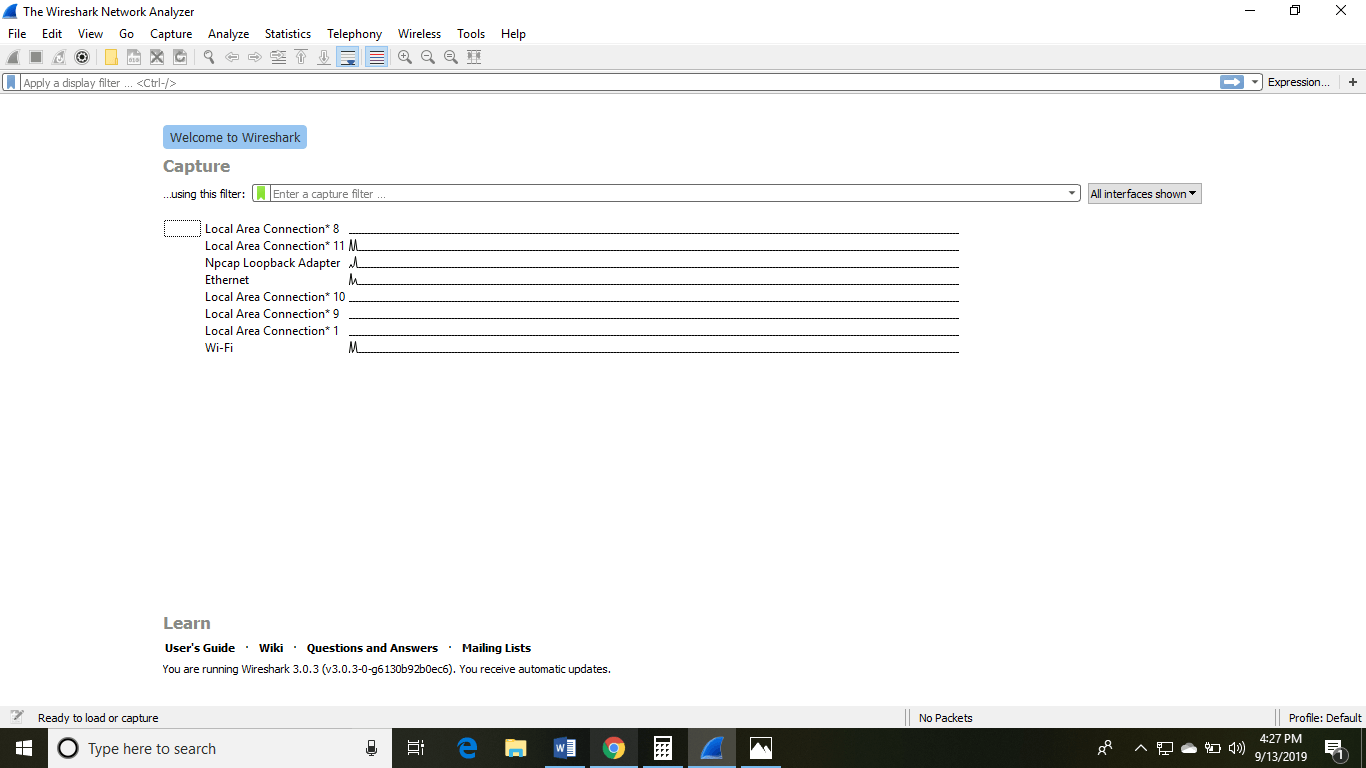 The Wireshark Network Analyzer
File Edit View Go Capture Analyze Statistics Telephony Wireless Tools Help
Apply a display filter ... <Ctrl-/>
Expression...
+
Welcome to Wireshark
Capture
...using this filter:
Enter a capture filter ...
All interfaces shown
Local Area Connection* 8
Local Area Connection* 11
Npcap Loopback Adapter
Ethernet
Local Area Connection* 10
Local Area Connection* 9
Local Area Connection* 1
Wi-Fi
Learn
User's Guide · Wiki · Questions and Answers · Mailing Lists
You are running Wireshark 3.0.3 (v3.0.3-0-g6130b92b0ec6). You receive automatic updates.
Ready to load or capture
No Packets
Profile: Default
Type here to search
4:27 PM
9/13/2019
1